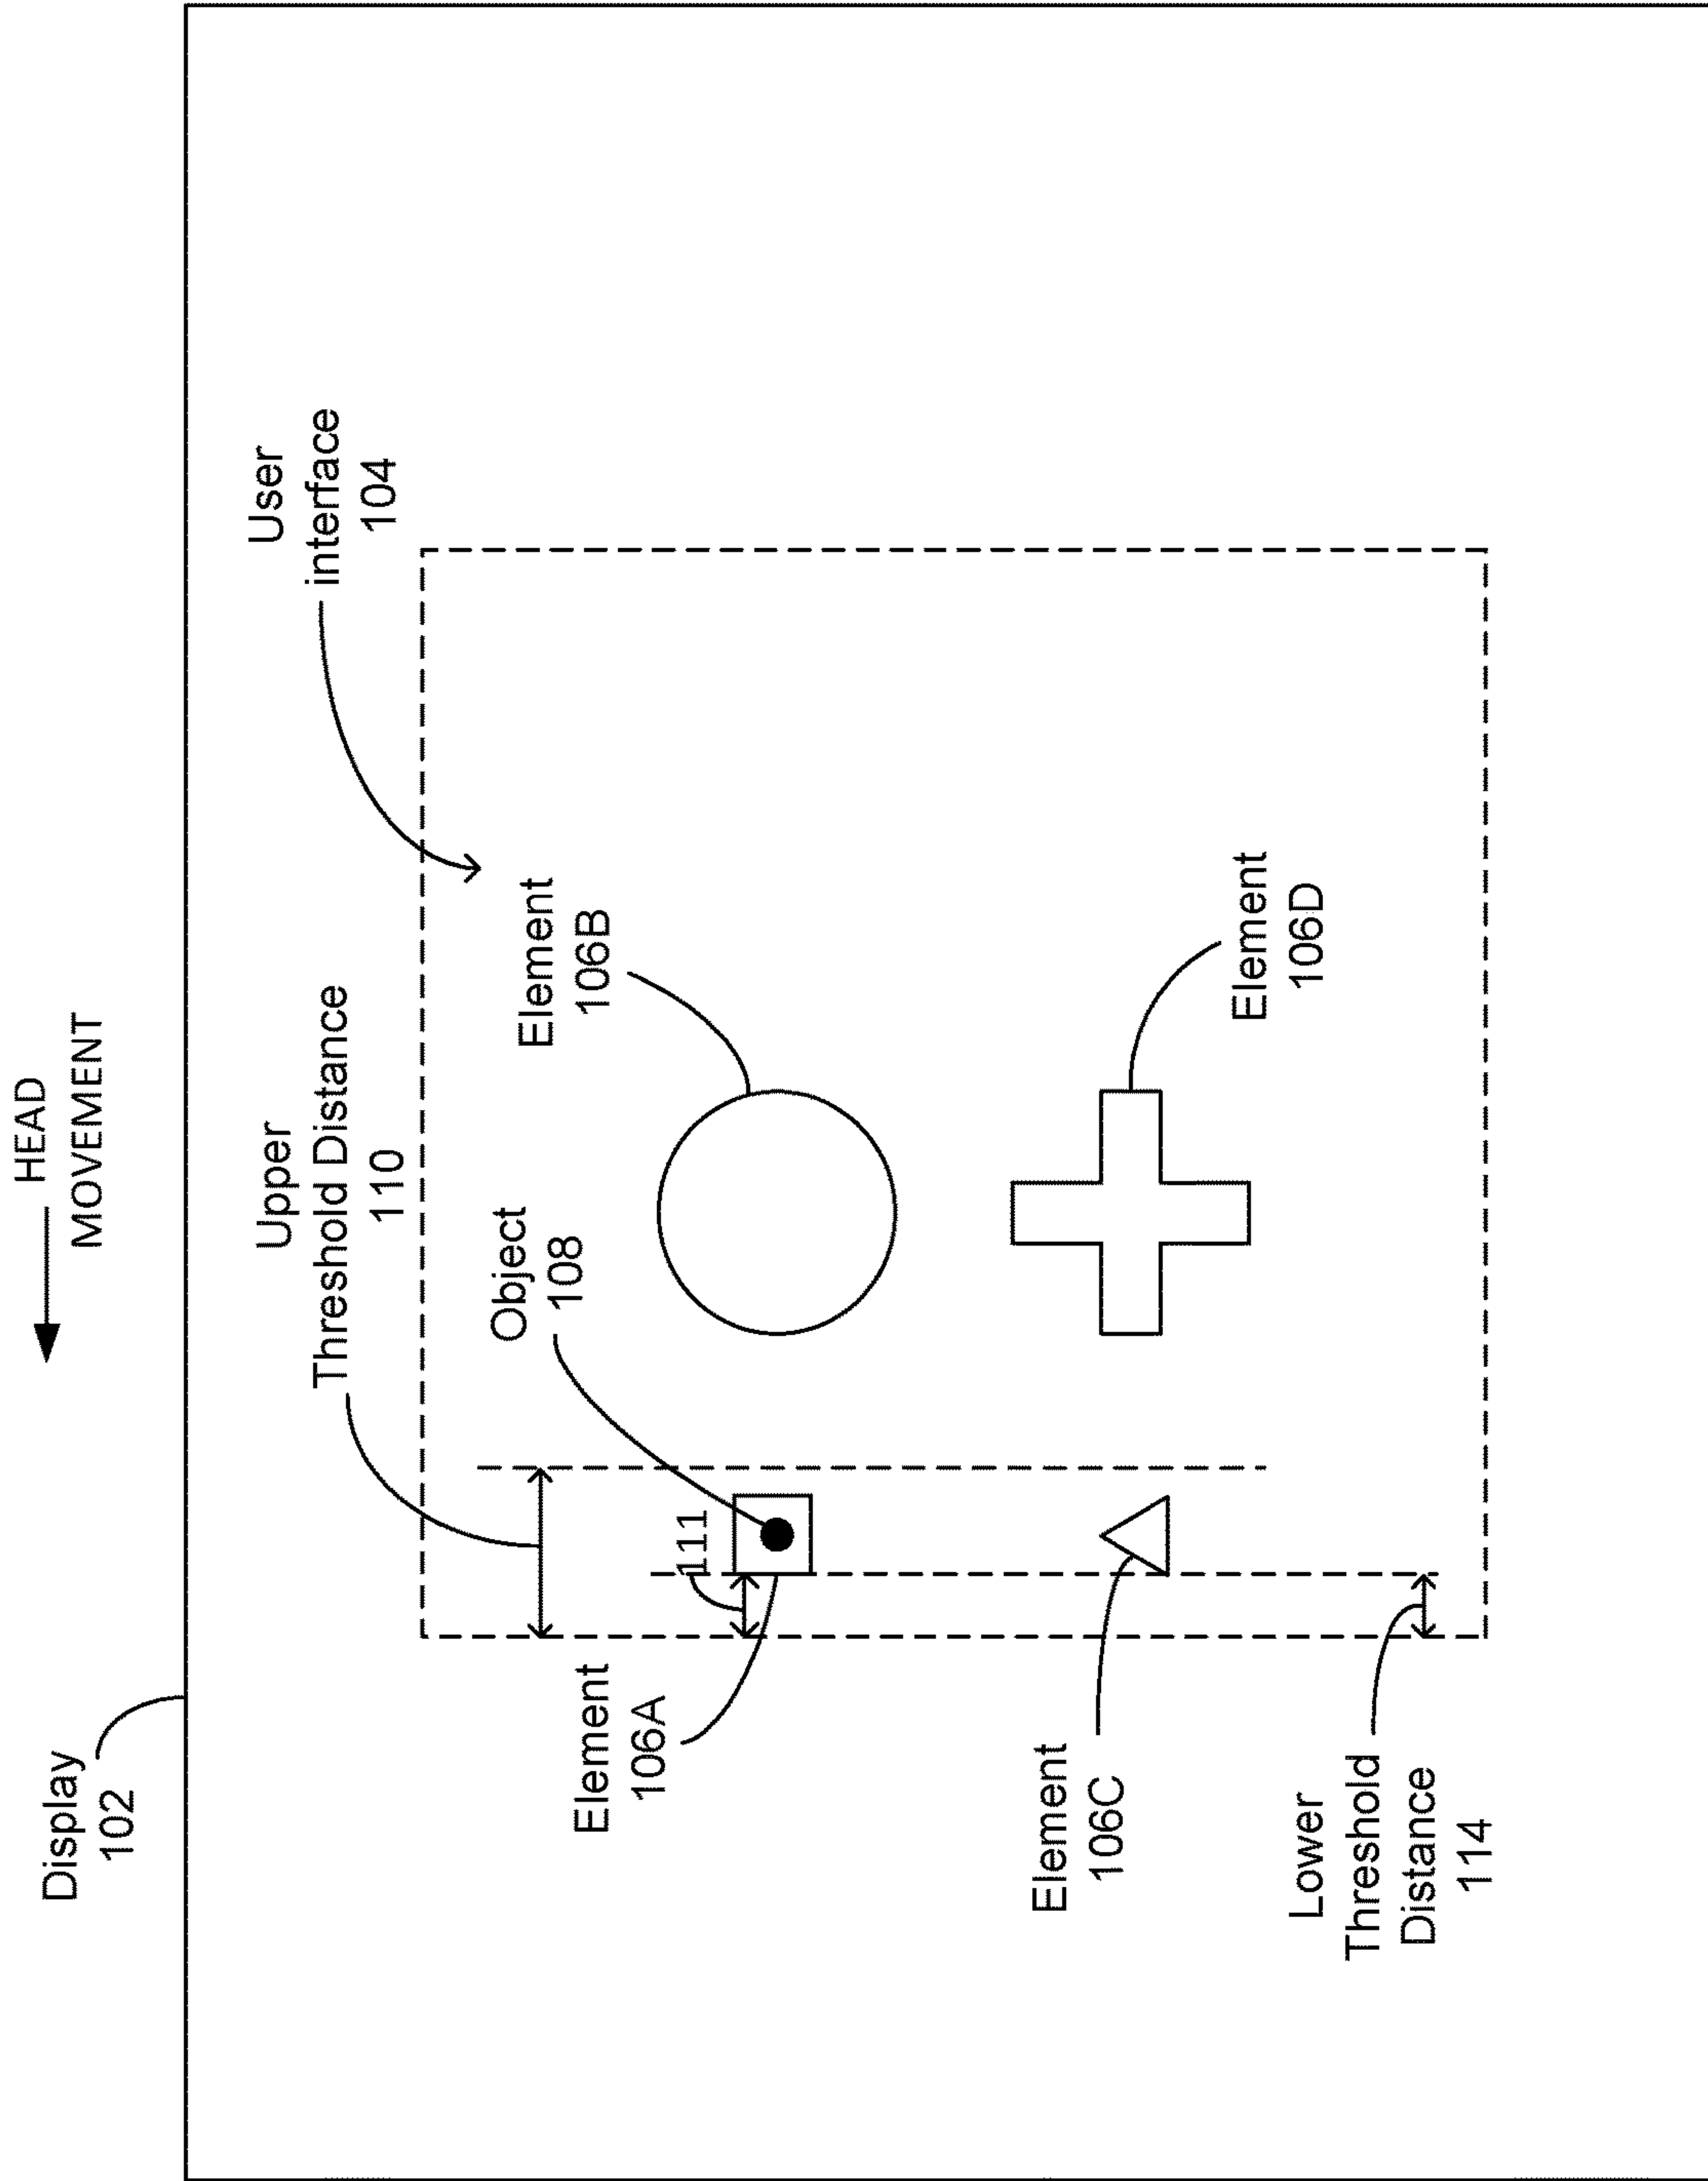 HEAD
MOVEMENT
Display
102
Upper
Threshold Distance
110
User
interface
104
Object
108
Element
106B
Element
106A
111
Element
106C
Element
106D
Lower
Threshold
Distance
114